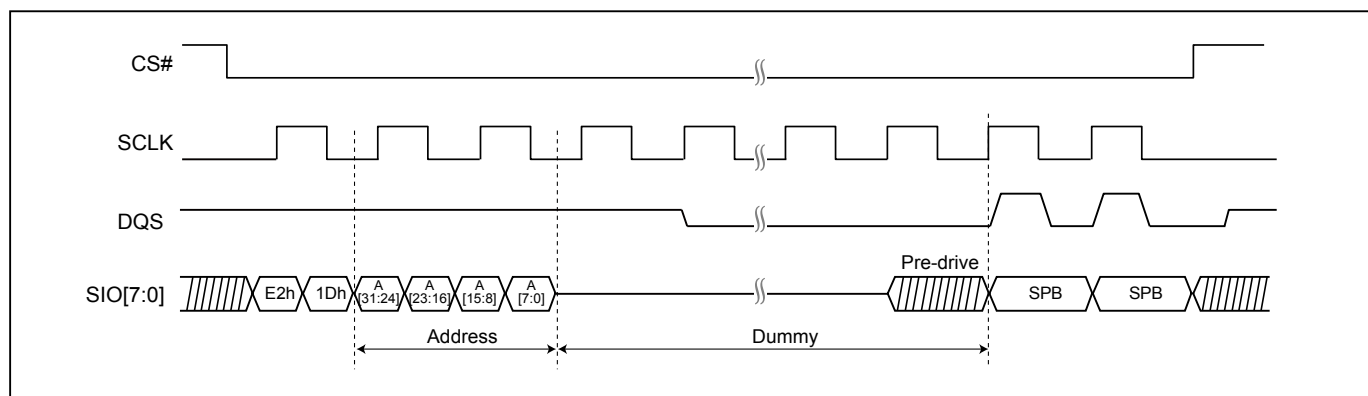 CS#
SCLK
DQS
Pre-drive
SIO[7:0]
E2h
1Dh
A
[31:24]
A
[23:16]
A
[15:8]
A
[7:0]
SPB
SPB
Address
Dummy